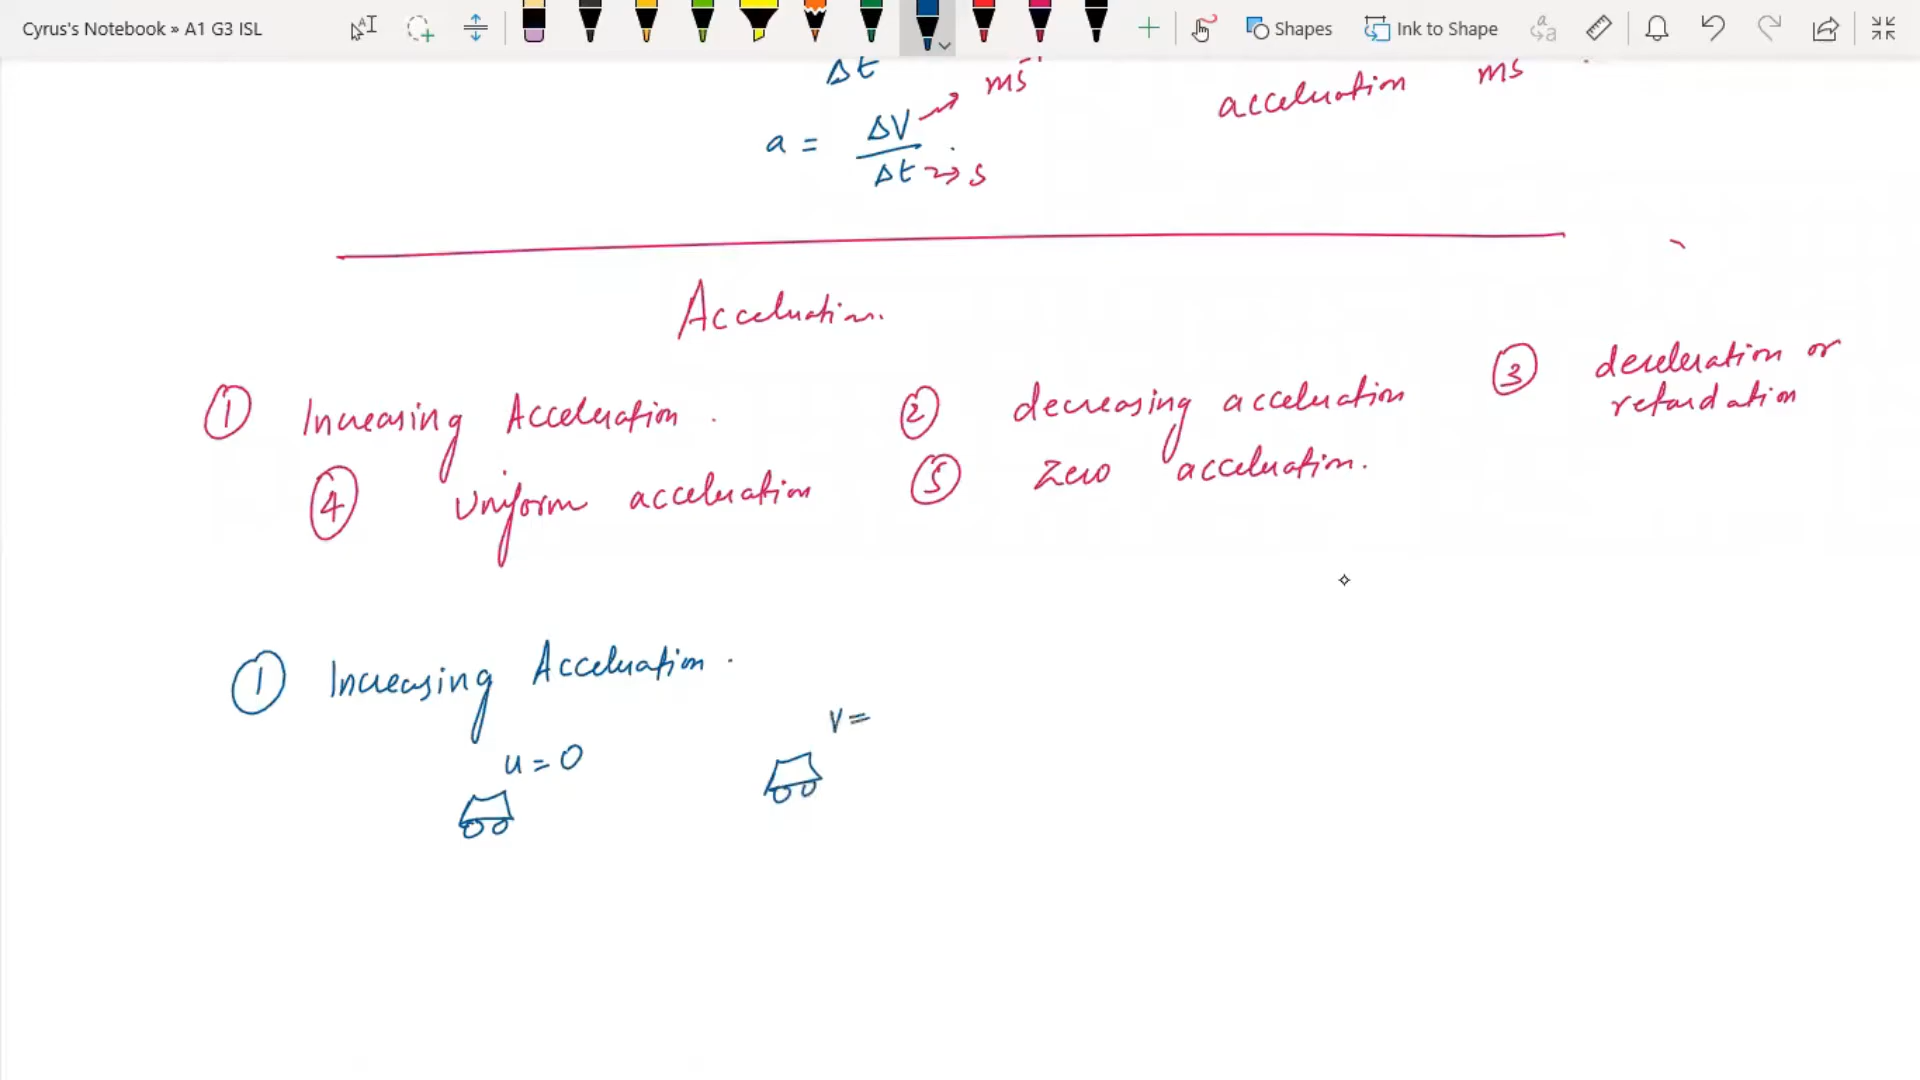 Cyrus's Notebook » A1 G3 ISL
Shapes
Ink to Shape
Δt
ms⁻¹
acceleration ms
a = ΔV / Δt → s
Acceleration.
① Increasing Acceleration.
② decreasing acceleration
③ deceleration or
retardation
④ Uniform acceleration
⑤ Zero acceleration.
① Increasing Acceleration.
u = 0
v =